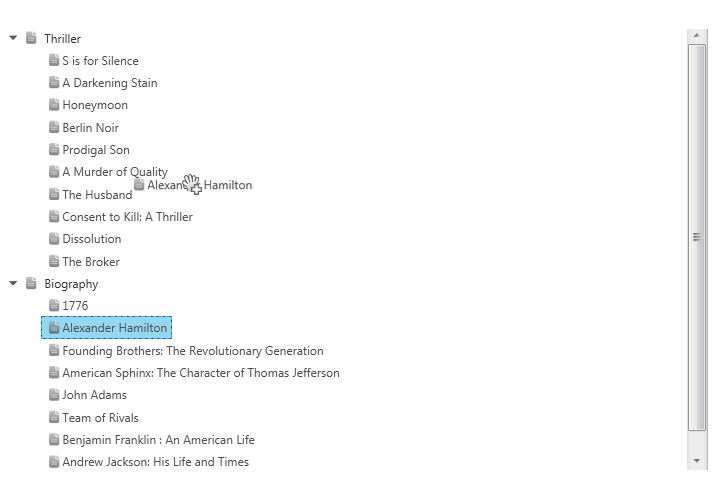 Thriller
S is for Silence
A Darkening Stain
Honeymoon
Berlin Noir
Prodigal Son
A Murder of Quality
Alexander Hamilton
The Husband
Consent to Kill: A Thriller
Dissolution
The Broker
Biography
1776
Alexander Hamilton
Founding Brothers: The Revolutionary Generation
American Sphinx: The Character of Thomas Jefferson
John Adams
Team of Rivals
Benjamin Franklin : An American Life
Andrew Jackson: His Life and Times